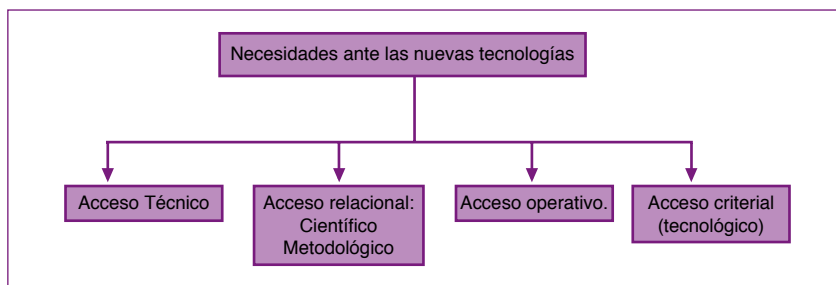 Necesidades ante las nuevas tecnologías
Acceso Técnico
Acceso relacional:
Científico
Metodológico
Acceso operativo.
Acceso criterial
(tecnológico)